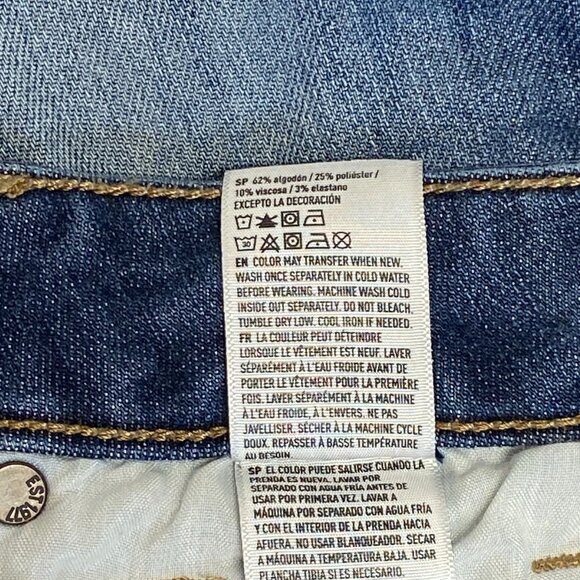 SP 62% algodón / 25% poliéster /
10% viscosa / 3% elastano
EXCEPTO LA DECORACIÓN
30
EN COLOR MAY TRANSFER WHEN NEW.
WASH ONCE SEPARATELY IN COLD WATER
BEFORE WEARING. MACHINE WASH COLD
INSIDE OUT SEPARATELY. DO NOT BLEACH.
TUMBLE DRY LOW. COOL IRON IF NEEDED.
FR LA COULEUR PEUT DÉTEINDRE
LORSQUE LE VÊTEMENT EST NEUF. LAVER
SÉPARÉMENT À L'EAU FROIDE AVANT DE
PORTER LE VÊTEMENT POUR LA PREMIÈRE
FOIS. LAVER SÉPARÉMENT À LA MACHINE
À L'EAU FROIDE, À L'ENVERS. NE PAS
JAVELLISER. SÉCHER À LA MACHINE CYCLE
DOUX. REPASSER À BASSE TEMPÉRATURE
AU BESOIN.
SP EL COLOR PUEDE SALIRSE CUANDO LA
PRENDA ES NUEVA. LAVAR POR
SEPARADO CON AGUA FRÍA ANTES DE
USAR POR PRIMERA VEZ. LAVAR A
MÁQUINA POR SEPARADO CON AGUA FRÍA
Y CON EL INTERIOR DE LA PRENDA HACIA
AFUERA. NO USAR BLANQUEADOR. SECAR
A MÁQUINA A TEMPERATURA BAJA. USAR
PLANCHA TIBIA SI ES NECESARIO.
EST 1977